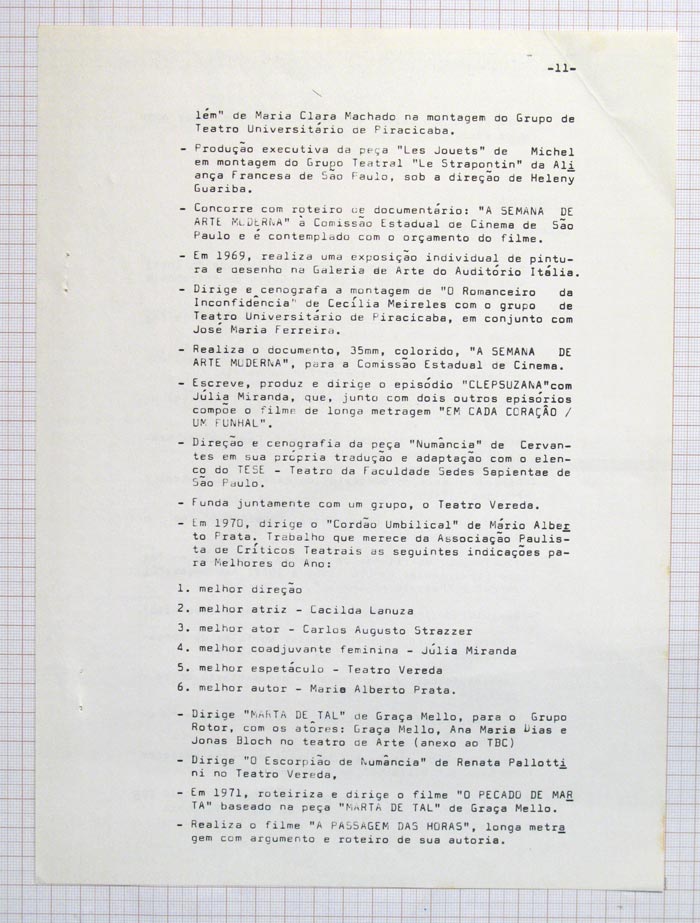 -11-
lém" de Maria Clara Machado na montagem do Grupo de
Teatro Universitário de Piracicaba.
- Produção executiva da peça "Les Jouets" de Michel
em montagem do Grupo Teatral "Le Strapontin" da Ali
ança Francesa de São Paulo, sob a direção de Heleny
Guariba.
- Concorre com roteiro de documentário: "A SEMANA DE
ARTE MODERNA" à Comissão Estadual de Cinema de São
Paulo e é contemplado com o orçamento do filme.
- Em 1969, realiza uma exposição individual de pintu-
ra e desenho na Galeria de Arte do Auditório Itália.
- Dirige e cenografa a montagem de "O Romanceiro da
Inconfidência" de Cecília Meireles com o grupo de
Teatro Universitário de Piracicaba, em conjunto com
José Maria Ferreira.
- Realiza o documento, 35mm, colorido, "A SEMANA DE
ARTE MODERNA", para a Comissão Estadual de Cinema.
- Escreve, produz e dirige o episódio "CLEPSUZANA"com
Júlia Miranda, que, junto com dois outros episórios
compõe o filme de longa metragem "EM CADA CORAÇÃO /
UM PUNHAL".
- Direção e cenografia da peça "Numância" de Cervan-
tes em sua própria tradução e adaptação com o elen-
co do TESE - Teatro da Faculdade Sedes Sapientae de
São Paulo.
- Funda juntamente com um grupo, o Teatro Vereda.
- Em 1970, dirige o "Cordão Umbilical" de Mário Alber
to Prata. Trabalho que merece da Associação Paulis-
ta de Críticos Teatrais as seguintes indicações pa-
ra Melhores do Ano:
1. melhor direção
2. melhor atriz - Cacilda Lanuza
3. melhor ator - Carlos Augusto Strazzer
4. melhor coadjuvante feminina - Júlia Miranda
5. melhor espetáculo - Teatro Vereda
6. melhor autor - Mario Alberto Prata.
- Dirige "MARTA DE TAL" de Graça Mello, para o Grupo
Rotor, com os atôres: Graça Mello, Ana Maria Dias e
Jonas Bloch no teatro de Arte (anexo ao TBC)
- Dirige "O Escorpião de Numância" de Renata Pallotti
ni no Teatro Vereda,
- Em 1971, roteiriza e dirige o filme "O PECADO DE MAR
TA" baseado na peça "MARTA DE TAL" de Graça Mello.
- Realiza o filme "A PASSAGEM DAS HORAS", longa metra
gem com argumento e roteiro de sua autoria.